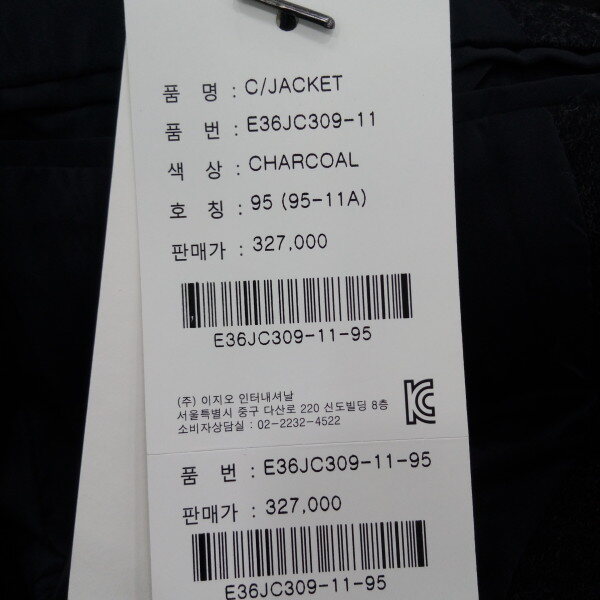 품 명 : C/JACKET
품 번 : E36JC309-11
색 상 : CHARCOAL
호 칭 : 95 (95-11A)
판매가 : 327,000
E36JC309-11-95
(주) 이지오 인터내셔날
서울특별시 중구 다산로 220 신도빌딩 8층
소비자상담실 : 02-2232-4522
품 번 : E36JC309-11-95
판매가 : 327,000
E36JC309-11-95